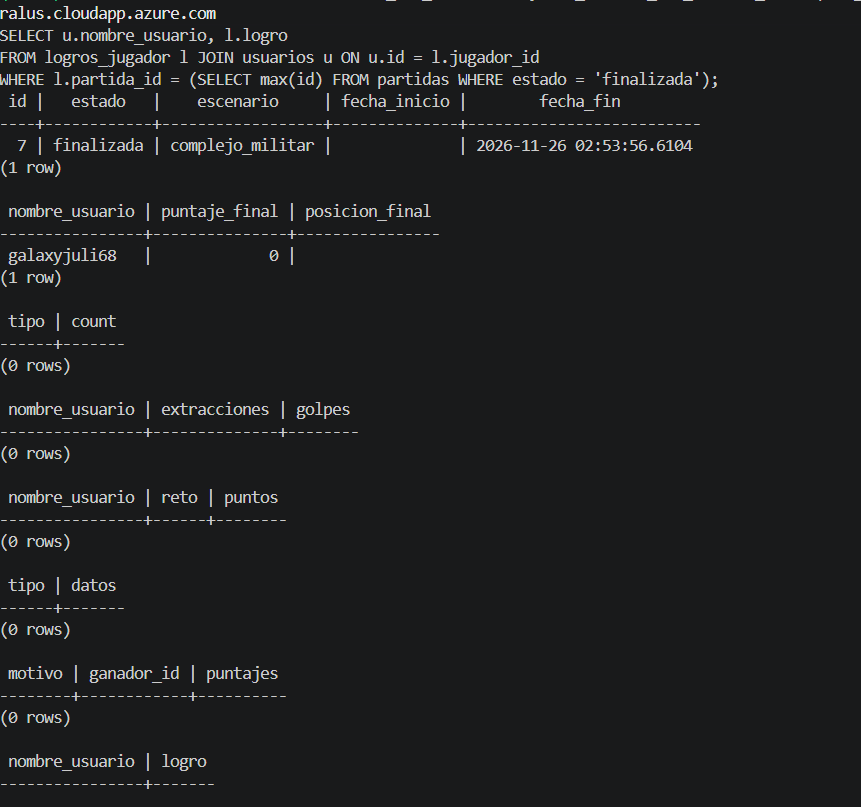 ralus.cloudapp.azure.com
SELECT u.nombre_usuario, l.logro
FROM logros_jugador l JOIN usuarios u ON u.id = l.jugador_id
WHERE l.partida_id = (SELECT max(id) FROM partidas WHERE estado = 'finalizada');
 id |   estado   |    escenario     | fecha_inicio |        fecha_fin
----+------------+------------------+--------------+--------------------------
  7 | finalizada | complejo_militar |              | 2026-11-26 02:53:56.6104
(1 row)

 nombre_usuario | puntaje_final | posicion_final
----------------+---------------+----------------
 galaxyjuli68   |             0 |
(1 row)

 tipo | count
------+-------
(0 rows)

 nombre_usuario | extracciones | golpes
----------------+--------------+--------
(0 rows)

 nombre_usuario | reto | puntos
----------------+------+--------
(0 rows)

 tipo | datos
------+-------
(0 rows)

 motivo | ganador_id | puntajes
--------+------------+----------
(0 rows)

 nombre_usuario | logro
----------------+-------